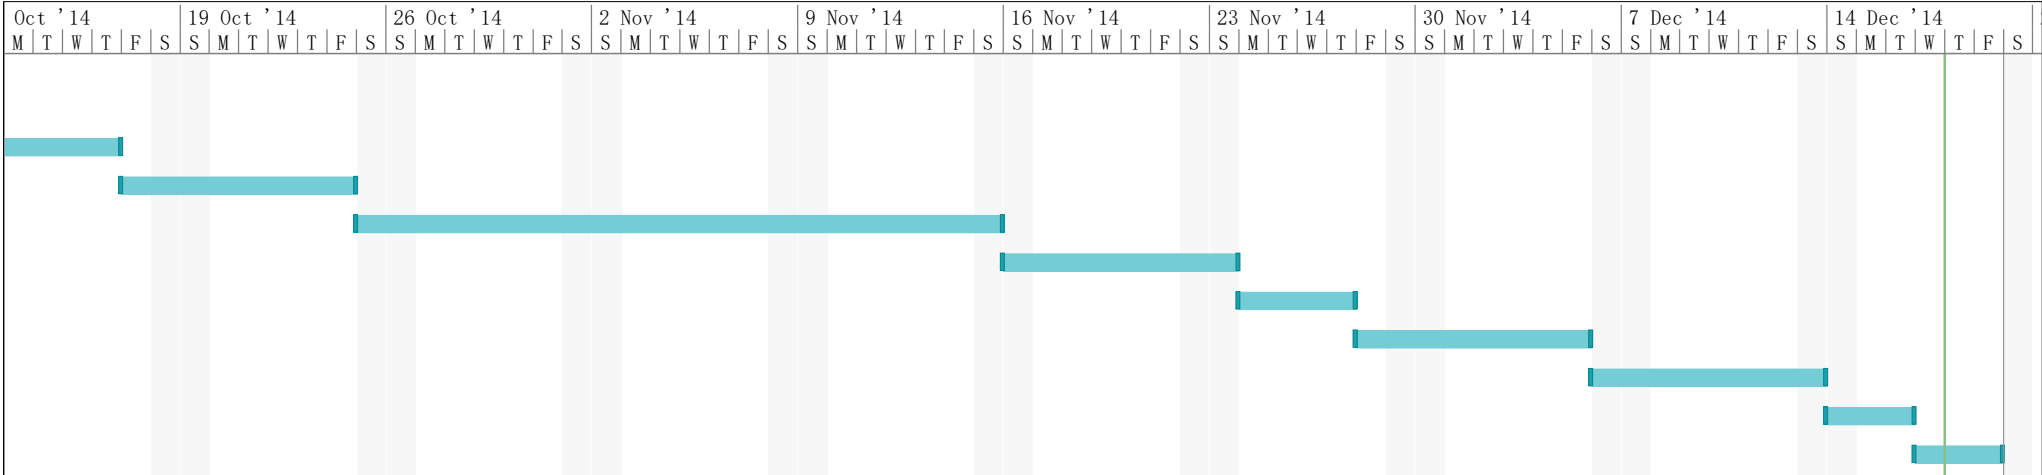 Oct '14 19 Oct '14 26 Oct '14 2 Nov '14 9 Nov '14 16 Nov '14 23 Nov '14 30 Nov '14 7 Dec '14 14 Dec '14
M T W T F S S M T W T F S S M T W T F S S M T W T F S S M T W T F S S M T W T F S S M T W T F S S M T W T F S S M T W T F S S M T W T F S